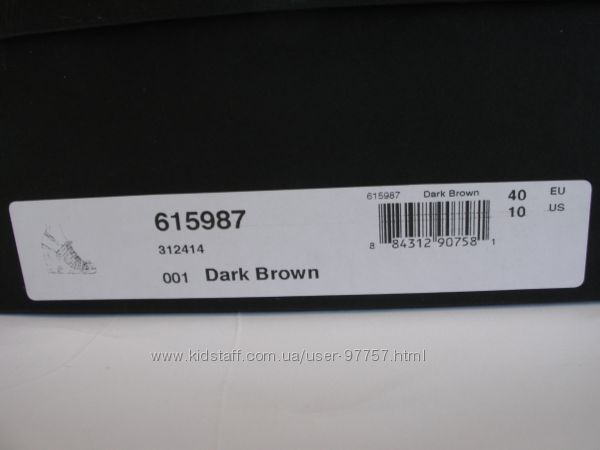 615987
312414
001 Dark Brown
615987 Dark Brown
40 EU
10 US
8 84312 90758 1
www.kidstaff.com.ua/user-97757.html